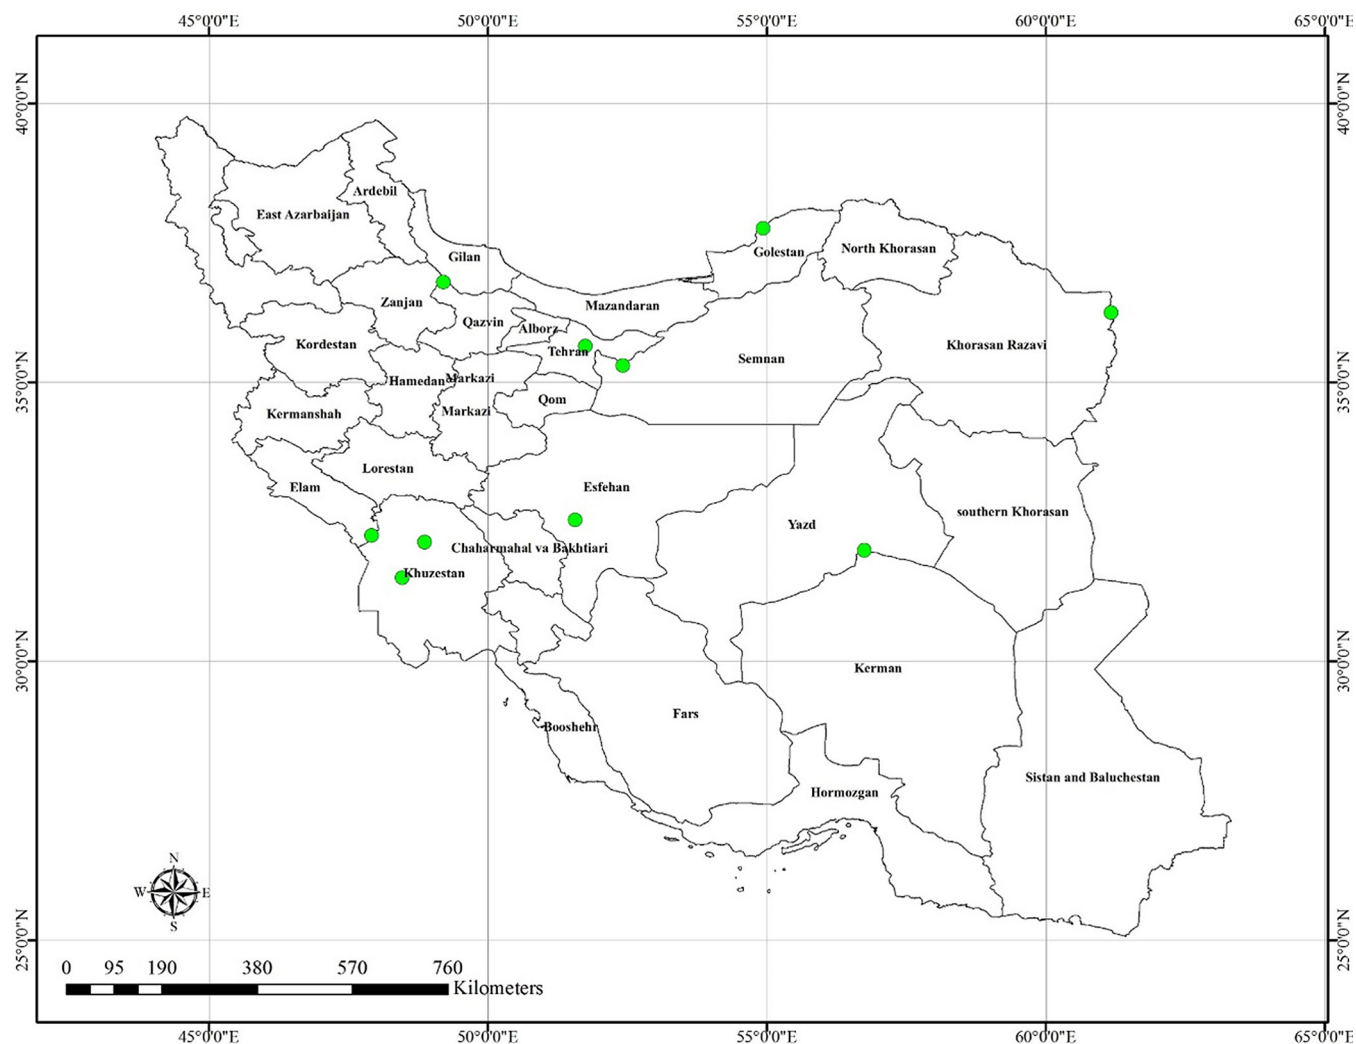 45°0'0"E 50°0'0"E 55°0'0"E 60°0'0"E 65°0'0"E
40°0'0"N 40°0'0"N
Ardebil
East Azarbaijan
Gilan
Golestan
North Khorasan
Zanjan
Mazandaran
Qazvin
Alborz
Kordestan
Tehran
Semnan
Khorasan Razavi
35°0'0"N 35°0'0"N
Hamedan
Markazi
Qom
Kermanshah
Markazi
Lorestan
Elam
Esfehan
southern Khorasan
Yazd
Chaharmahal va Bakhtiari
Khuzestan
30°0'0"N 30°0'0"N
Kerman
Fars
Booshehr
Sistan and Baluchestan
Hormozgan
N
W E
S
25°0'0"N 25°0'0"N
0 95 190 380 570 760
Kilometers
45°0'0"E 50°0'0"E 55°0'0"E 60°0'0"E 65°0'0"E